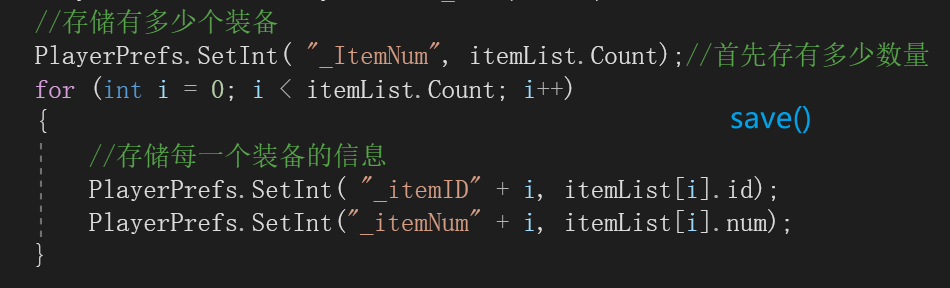 //存储有多少个装备
PlayerPrefs.SetInt( "_ItemNum", itemList.Count);//首先存有多少数量
for (int i = 0; i < itemList.Count; i++)
{
save()
//存储每一个装备的信息
PlayerPrefs.SetInt( "_itemID" + i, itemList[i].id);
PlayerPrefs.SetInt("_itemNum" + i, itemList[i].num);
}